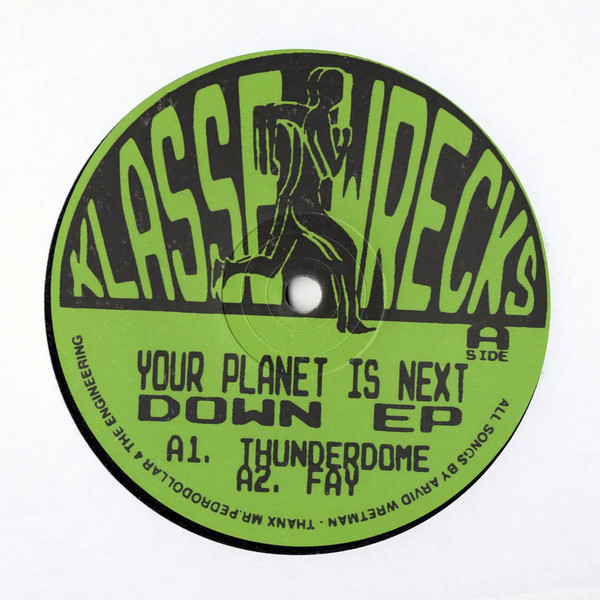 KLASSE WRECKS
A
SIDE
YOUR PLANET IS NEXT
DOWN EP
A1. THUNDERDOME
A2. FAY
ALL SONGS BY ARVID WRETMAN - THANX MR.PEDRODOLLAR 4 THE ENGINEERING